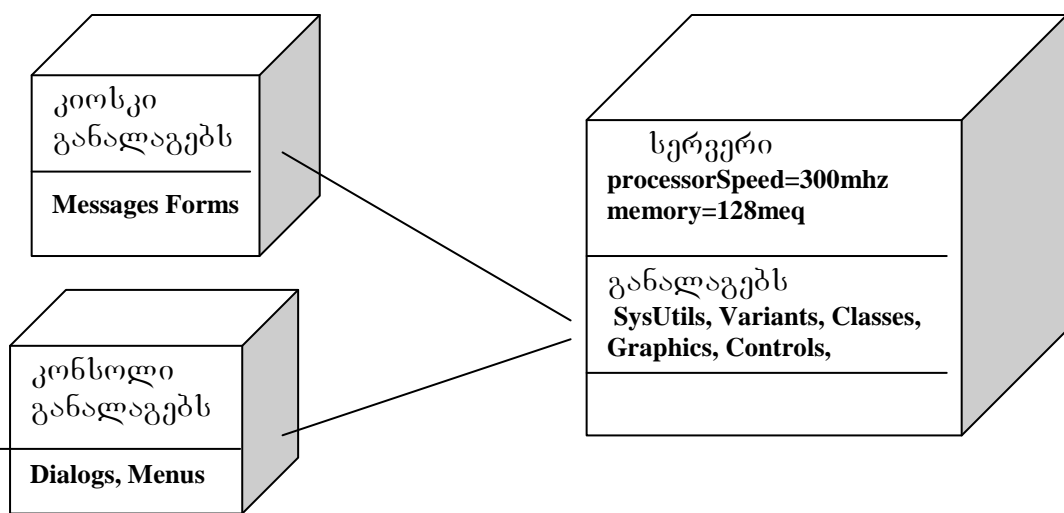 კიოსკი
განალაგებს
Messages Forms
კონსოლი
განალაგებს
Dialogs, Menus
სერვერი
processorSpeed=300mhz
memory=128meq
განალაგებს
SysUtils, Variants, Classes,
Graphics, Controls,